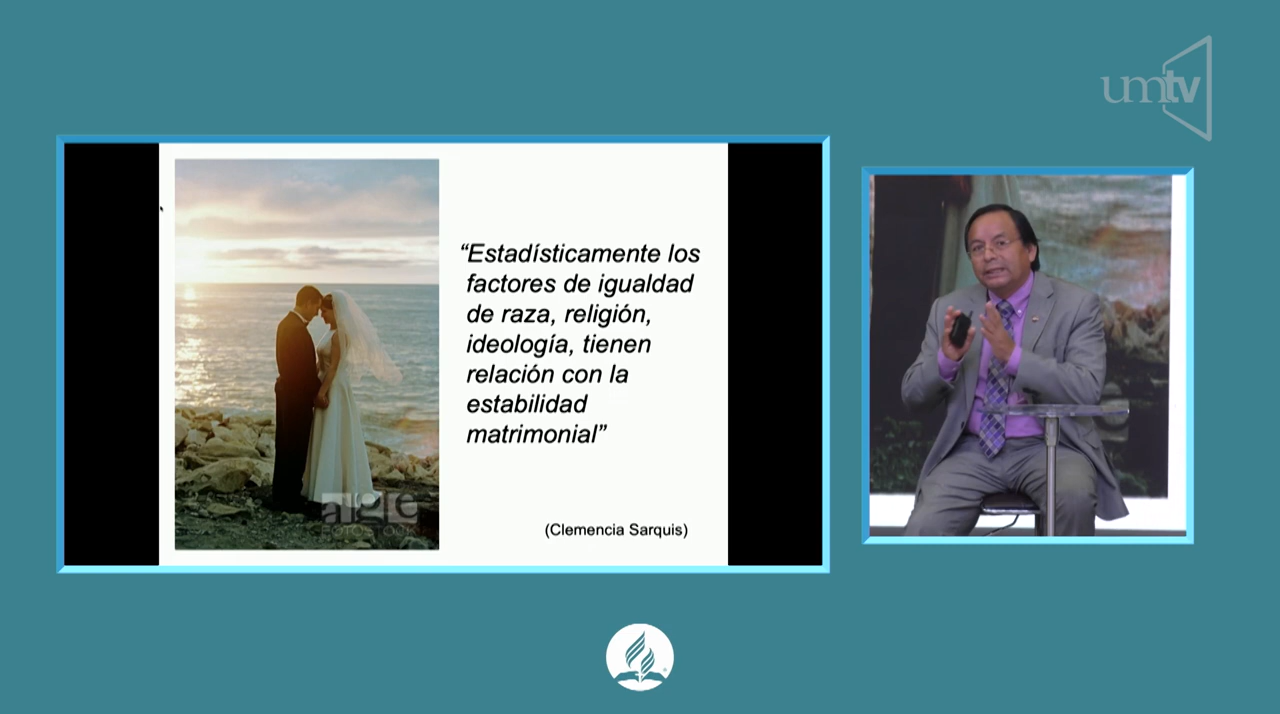 umtv
“Estadísticamente los
factores de igualdad
de raza, religión,
ideología, tienen
relación con la
estabilidad
matrimonial”
(Clemencia Sarquis)